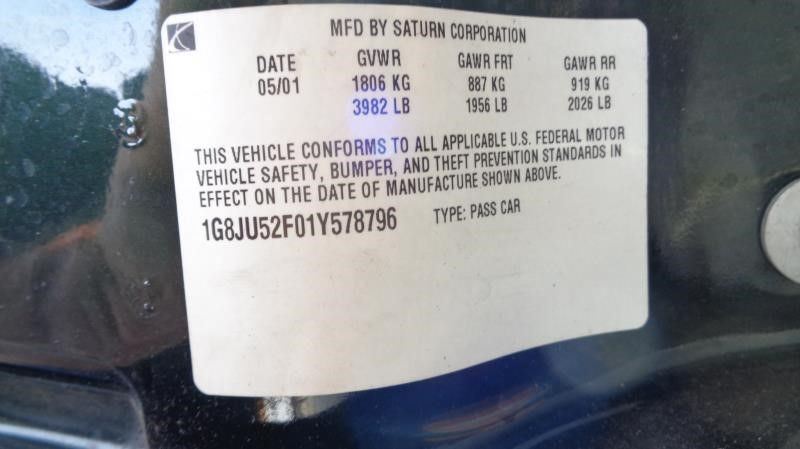 MFD BY SATURN CORPORATION
DATE GVWR GAWR FRT GAWR RR
05/01 1806 KG 887 KG 919 KG
3982 LB 1956 LB 2026 LB
THIS VEHICLE CONFORMS TO ALL APPLICABLE U.S. FEDERAL MOTOR
VEHICLE SAFETY, BUMPER, AND THEFT PREVENTION STANDARDS IN
EFFECT ON THE DATE OF MANUFACTURE SHOWN ABOVE.
1G8JU52F01Y578796 TYPE: PASS CAR